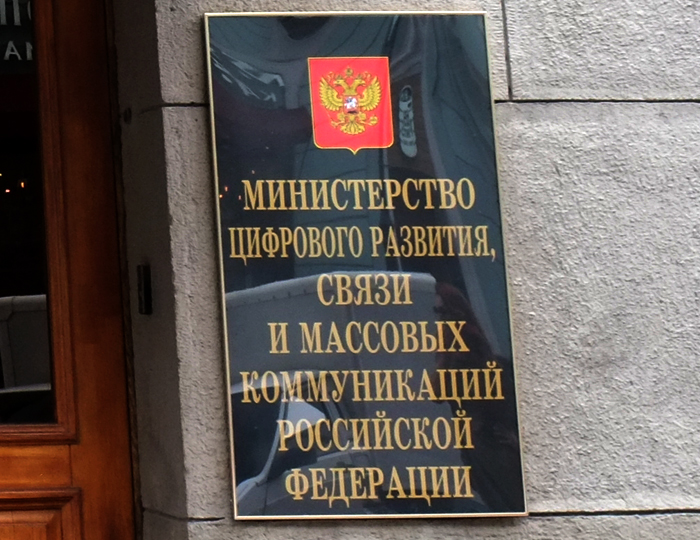 МИНИСТЕРСТВО
ЦИФРОВОГО РАЗВИТИЯ,
СВЯЗИ
И МАССОВЫХ
КОММУНИКАЦИЙ
РОССИЙСКОЙ
ФЕДЕРАЦИИ